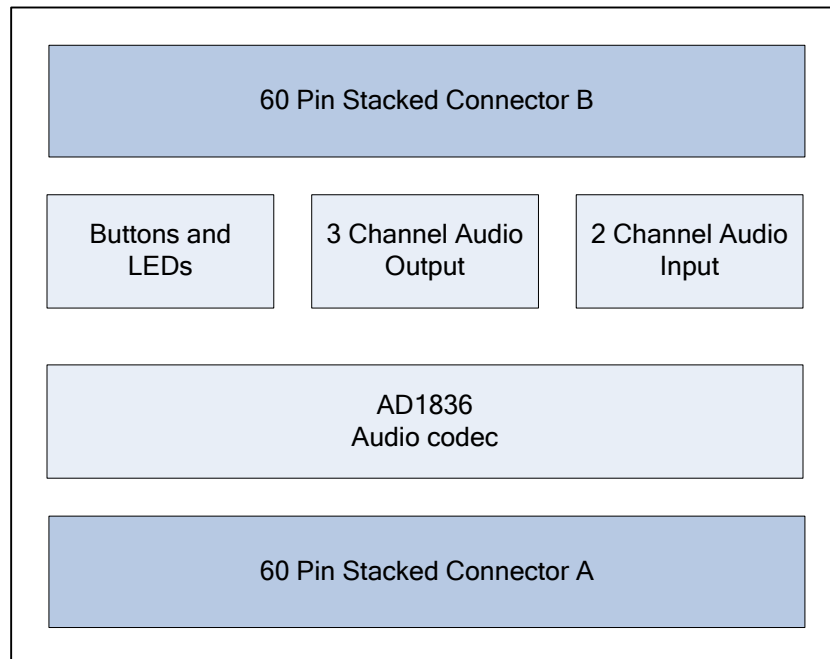 60 Pin Stacked Connector B
Buttons and
LEDs
3 Channel Audio
Output
2 Channel Audio
Input
AD1836
Audio codec
60 Pin Stacked Connector A